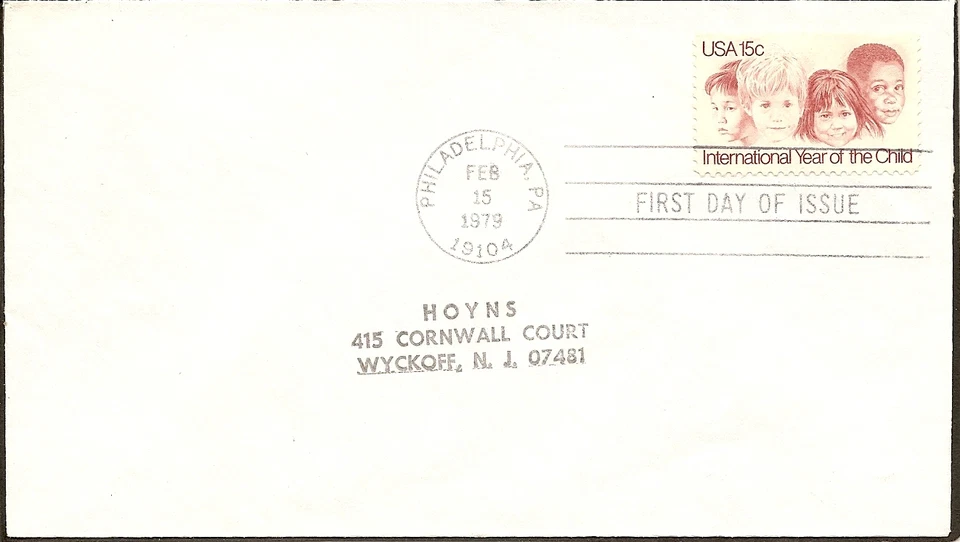 USA 15c
International Year of the Child
PHILADELPHIA, PA
FEB
15
1979
19104
FIRST DAY OF ISSUE
HOYNS
415 CORNWALL COURT
WYCKOFF, N. J. 07481